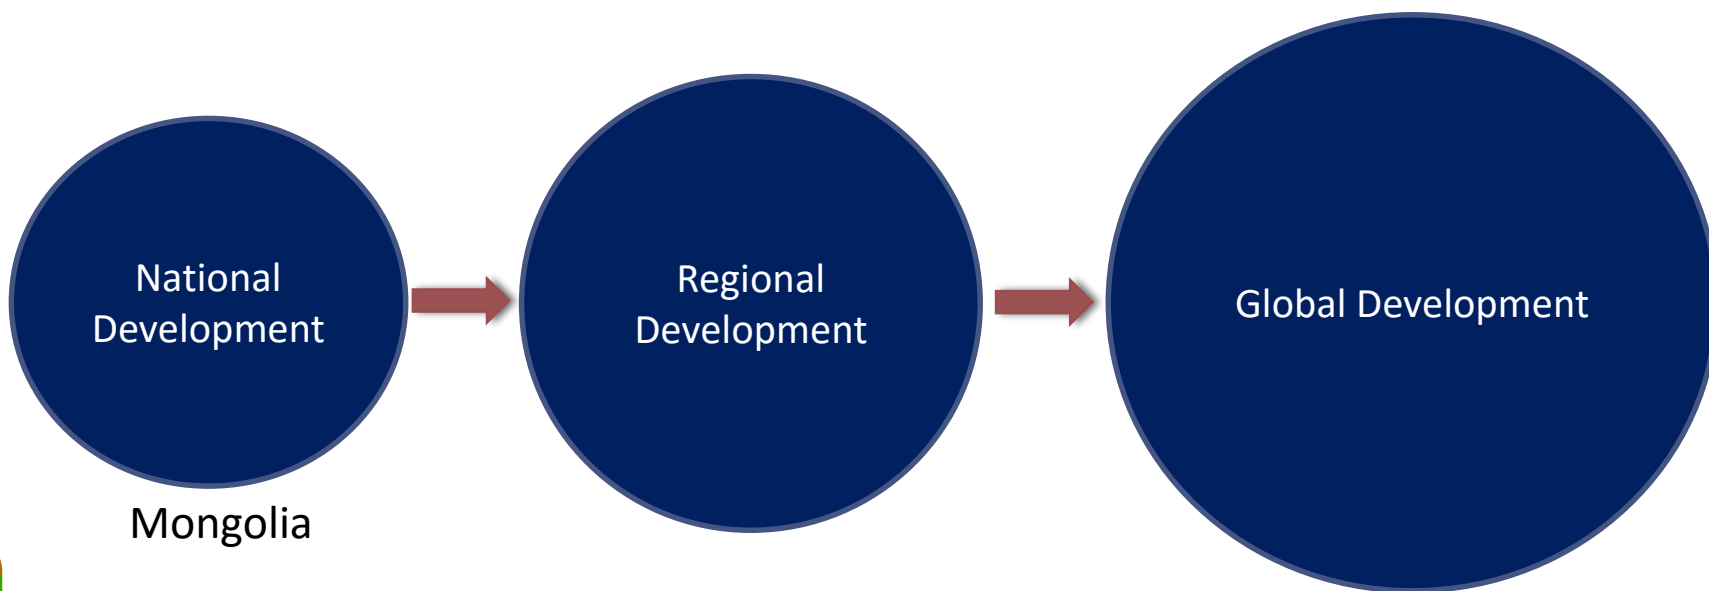 National
Development
Mongolia
Regional
Development
Global Development